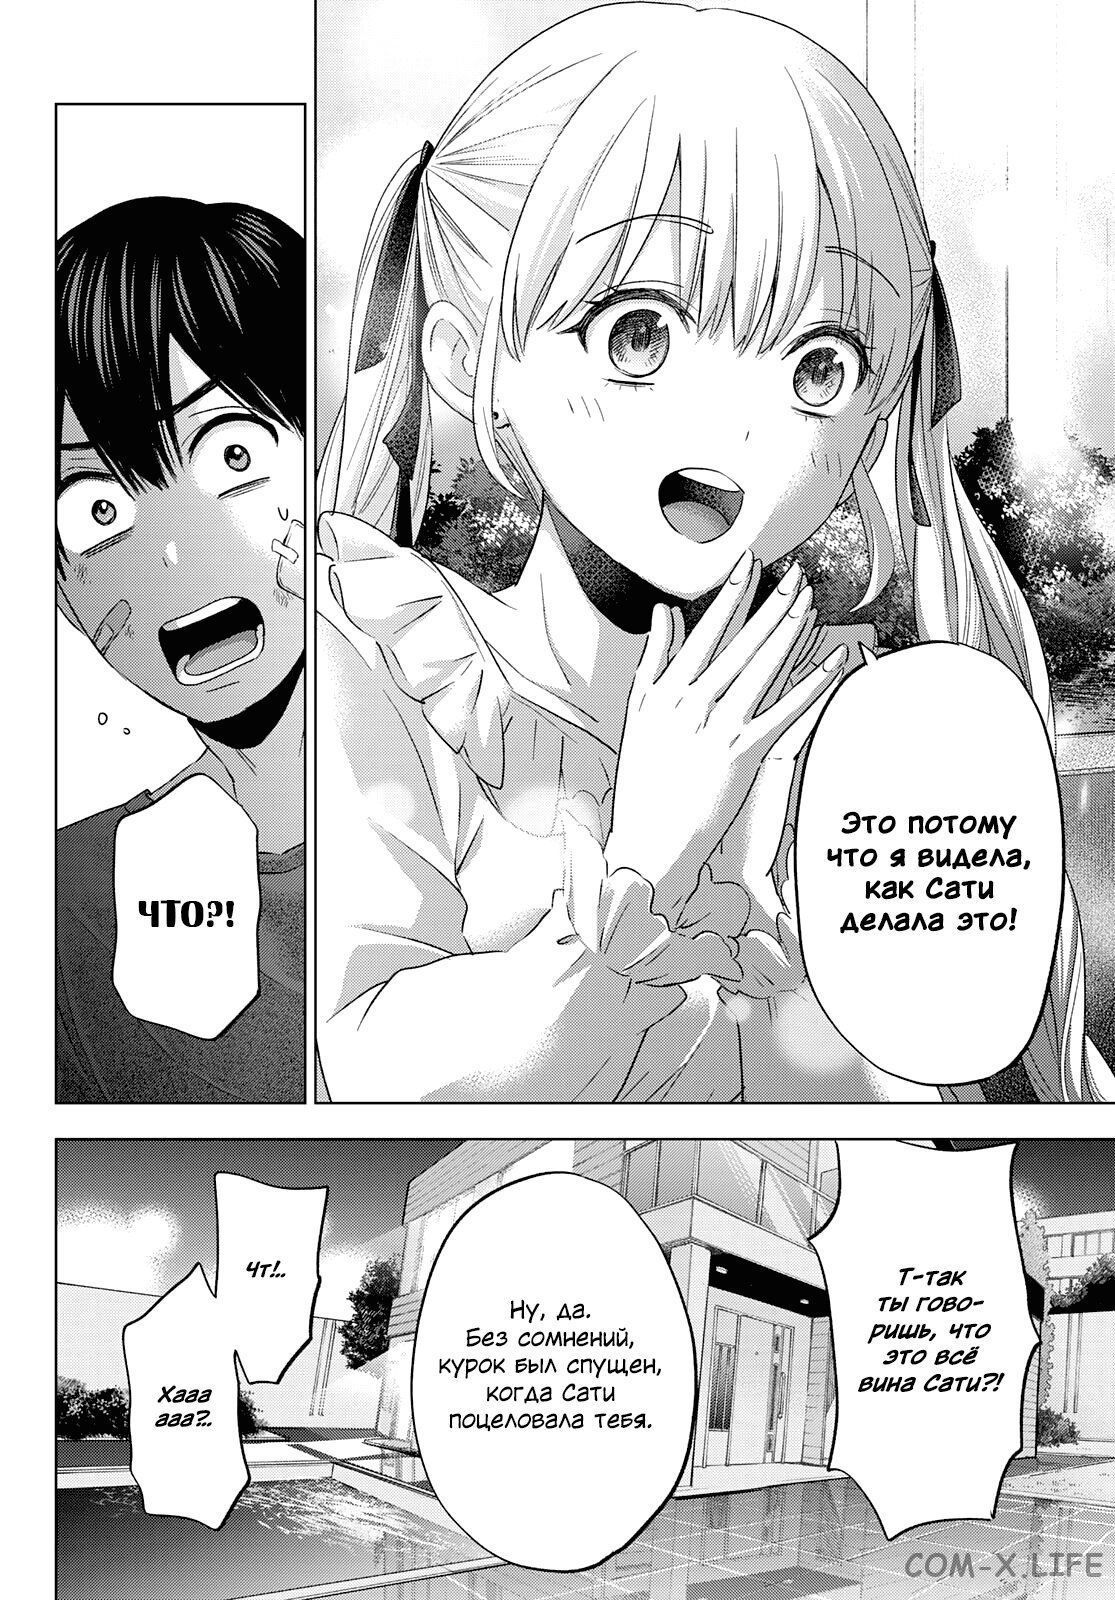 Это потому
что я видела,
как Сати
делала это!
ЧТО?!
Т-так
ты гово-
ришь, что
это всё
вина Сати?!
Ну, да.
Без сомнений,
курок был спущен,
когда Сати
поцеловала тебя.
Чт!..
Хааа
ааа?..
COM-X.LIFE